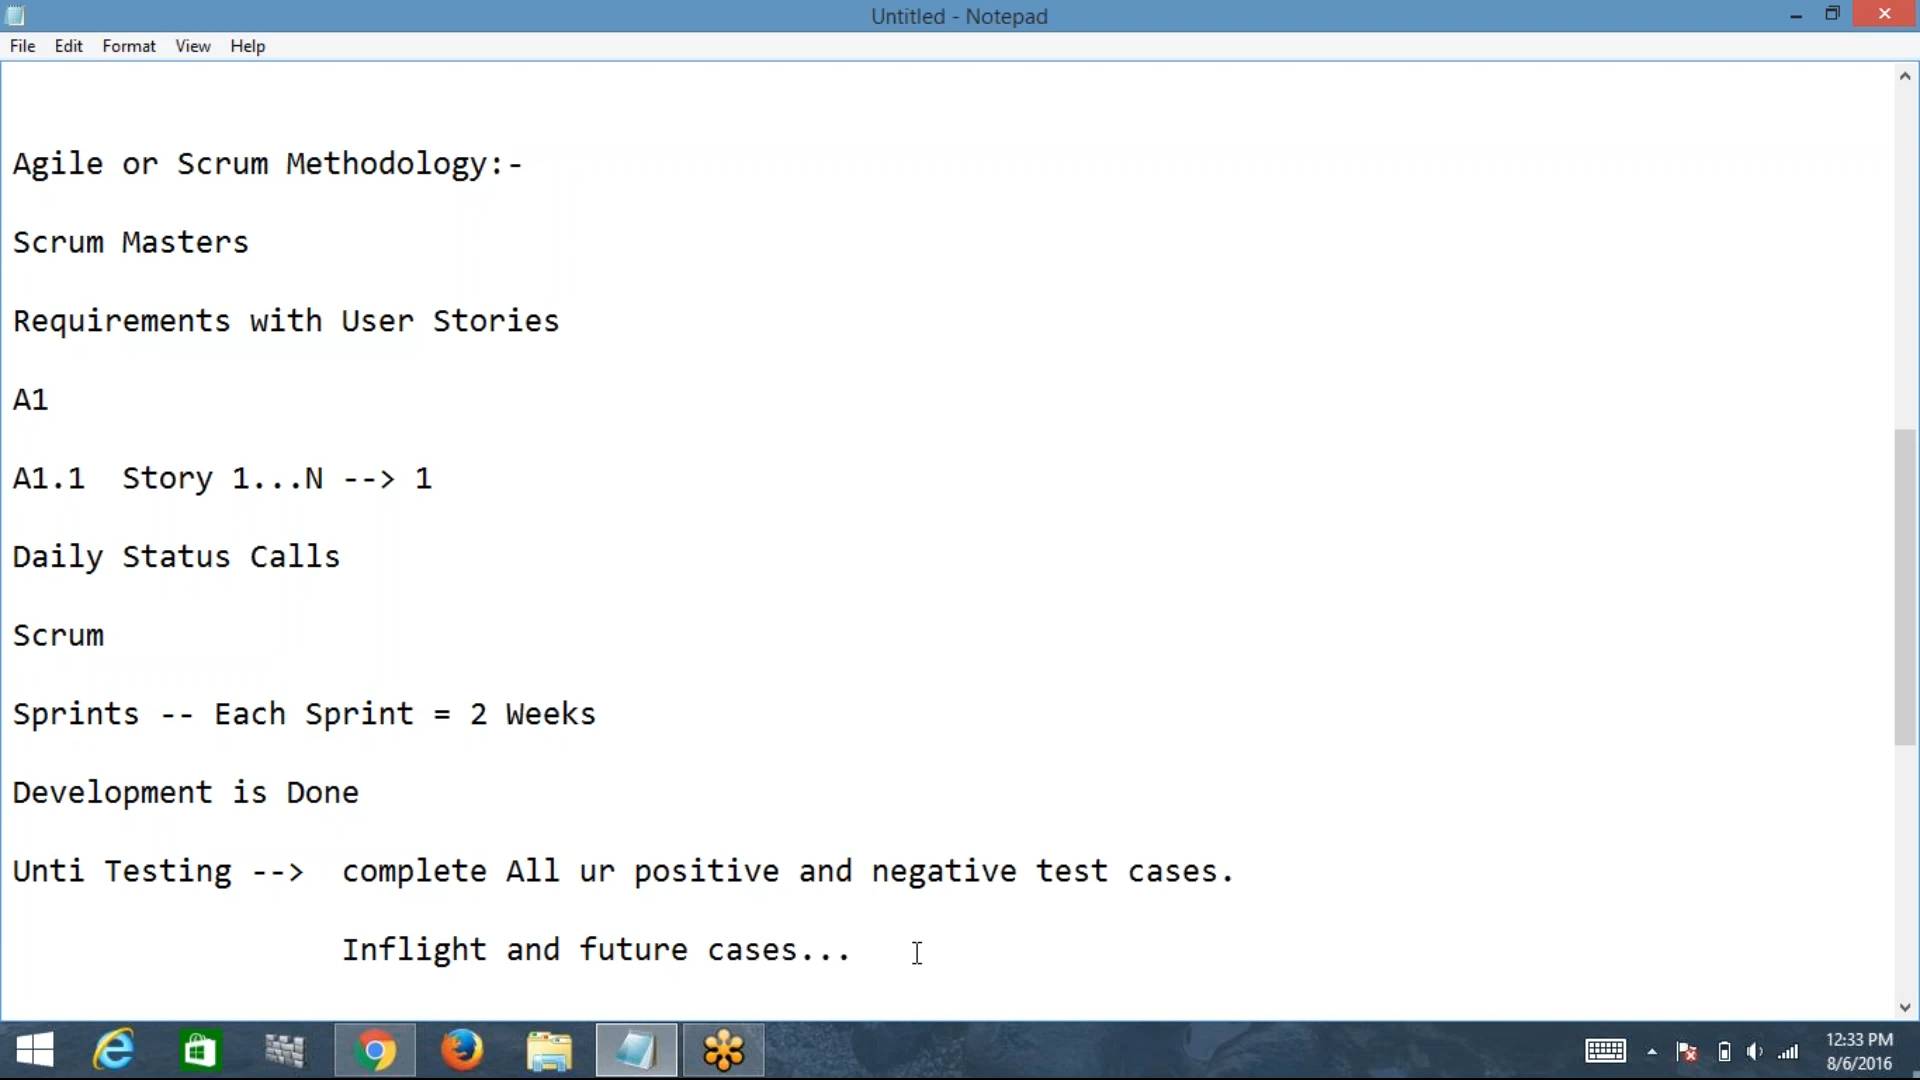 Untitled - Notepad
File Edit Format View Help
Agile or Scrum Methodology:-
Scrum Masters
Requirements with User Stories
A1
A1.1  Story 1...N --> 1
Daily Status Calls
Scrum
Sprints -- Each Sprint = 2 Weeks
Development is Done
Unti Testing -->  complete All ur positive and negative test cases.
Inflight and future cases...
12:33 PM
8/6/2016